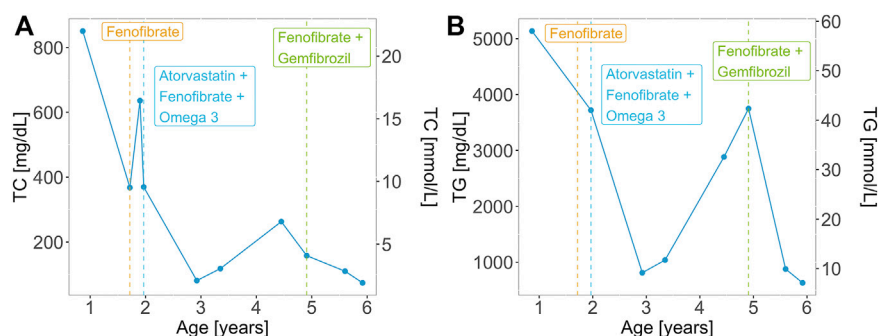 A
Fenofibrate
Atorvastatin +
Fenofibrate +
Omega 3
Fenofibrate +
Gemfibrozil
TC [mg/dL]
800
600
400
200
TC [mmol/L]
20
15
10
5
1 2 3 4 5 6
Age [years]
B
Fenofibrate
Atorvastatin +
Fenofibrate +
Omega 3
Fenofibrate +
Gemfibrozil
TG [mg/dL]
5000
4000
3000
2000
1000
TG [mmol/L]
60
50
40
30
20
10
1 2 3 4 5 6
Age [years]